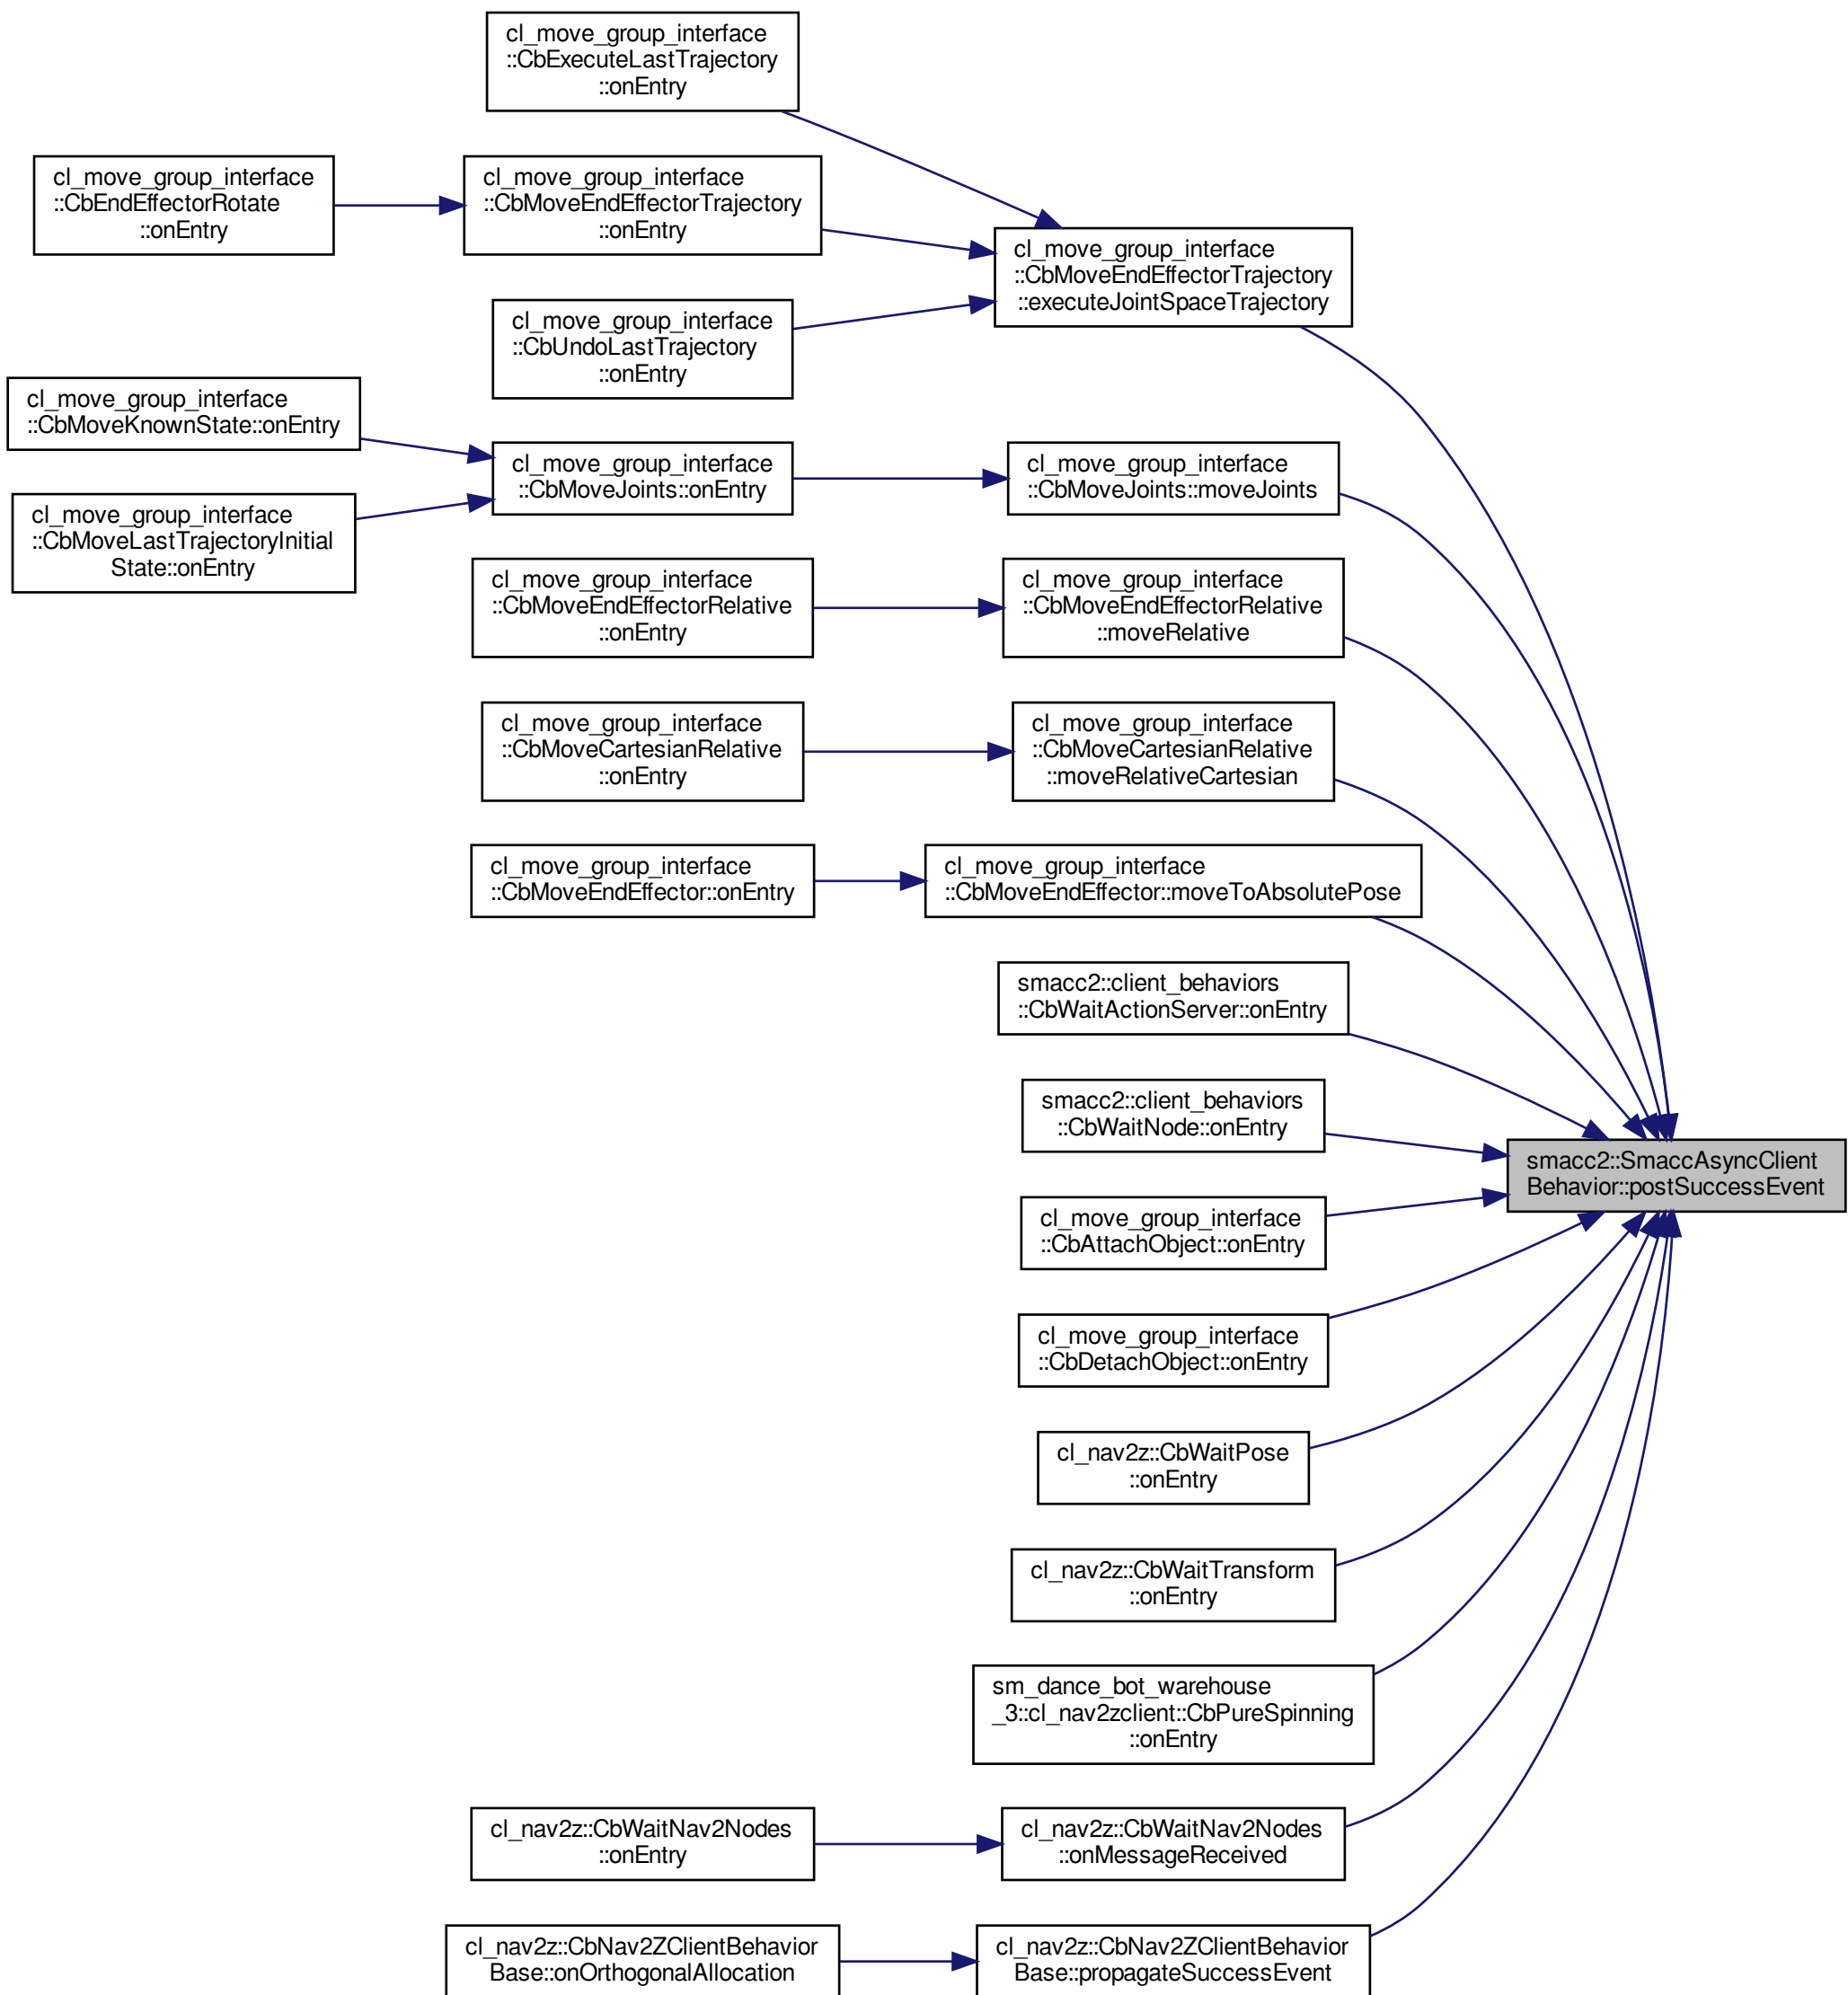 cl_move_group_interface
::CbExecuteLastTrajectory
::onEntry
cl_move_group_interface
::CbEndEffectorRotate
::onEntry
cl_move_group_interface
::CbMoveEndEffectorTrajectory
::onEntry
cl_move_group_interface
::CbMoveEndEffectorTrajectory
::executeJointSpaceTrajectory
cl_move_group_interface
::CbUndoLastTrajectory
::onEntry
cl_move_group_interface
::CbMoveKnownState::onEntry
cl_move_group_interface
::CbMoveJoints::onEntry
cl_move_group_interface
::CbMoveJoints::moveJoints
cl_move_group_interface
::CbMoveLastTrajectoryInitial
State::onEntry
cl_move_group_interface
::CbMoveEndEffectorRelative
::onEntry
cl_move_group_interface
::CbMoveEndEffectorRelative
::moveRelative
cl_move_group_interface
::CbMoveCartesianRelative
::onEntry
cl_move_group_interface
::CbMoveCartesianRelative
::moveRelativeCartesian
cl_move_group_interface
::CbMoveEndEffector::onEntry
cl_move_group_interface
::CbMoveEndEffector::moveToAbsolutePose
smacc2::client_behaviors
::CbWaitActionServer::onEntry
smacc2::client_behaviors
::CbWaitNode::onEntry
smacc2::SmaccAsyncClient
Behavior::postSuccessEvent
cl_move_group_interface
::CbAttachObject::onEntry
cl_move_group_interface
::CbDetachObject::onEntry
cl_nav2z::CbWaitPose
::onEntry
cl_nav2z::CbWaitTransform
::onEntry
sm_dance_bot_warehouse
_3::cl_nav2zclient::CbPureSpinning
::onEntry
cl_nav2z::CbWaitNav2Nodes
::onEntry
cl_nav2z::CbWaitNav2Nodes
::onMessageReceived
cl_nav2z::CbNav2ZClientBehavior
Base::onOrthogonalAllocation
cl_nav2z::CbNav2ZClientBehavior
Base::propagateSuccessEvent